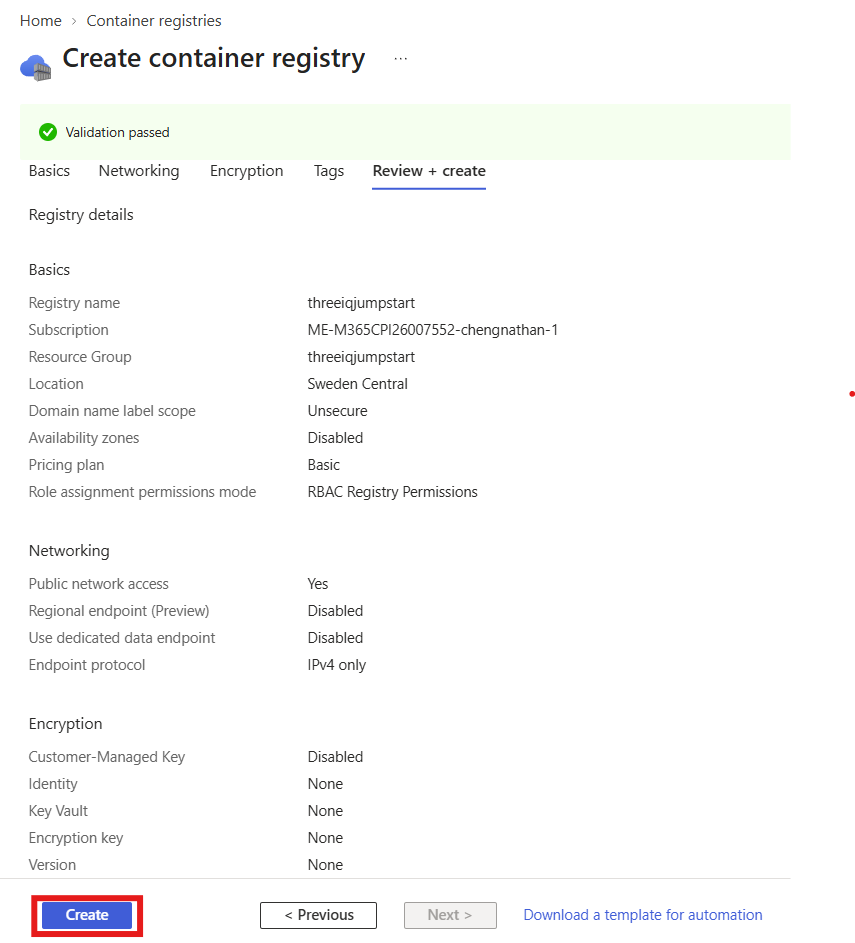 Home > Container registries
Create container registry ...
Validation passed
Basics Networking Encryption Tags Review + create
Registry details
Basics
Registry name threeiqjumpstart
Subscription ME-M365CPI26007552-chengnathan-1
Resource Group threeiqjumpstart
Location Sweden Central
Domain name label scope Unsecure
Availability zones Disabled
Pricing plan Basic
Role assignment permissions mode RBAC Registry Permissions
Networking
Public network access Yes
Regional endpoint (Preview) Disabled
Use dedicated data endpoint Disabled
Endpoint protocol IPv4 only
Encryption
Customer-Managed Key Disabled
Identity None
Key Vault None
Encryption key None
Version None
Create < Previous Next > Download a template for automation